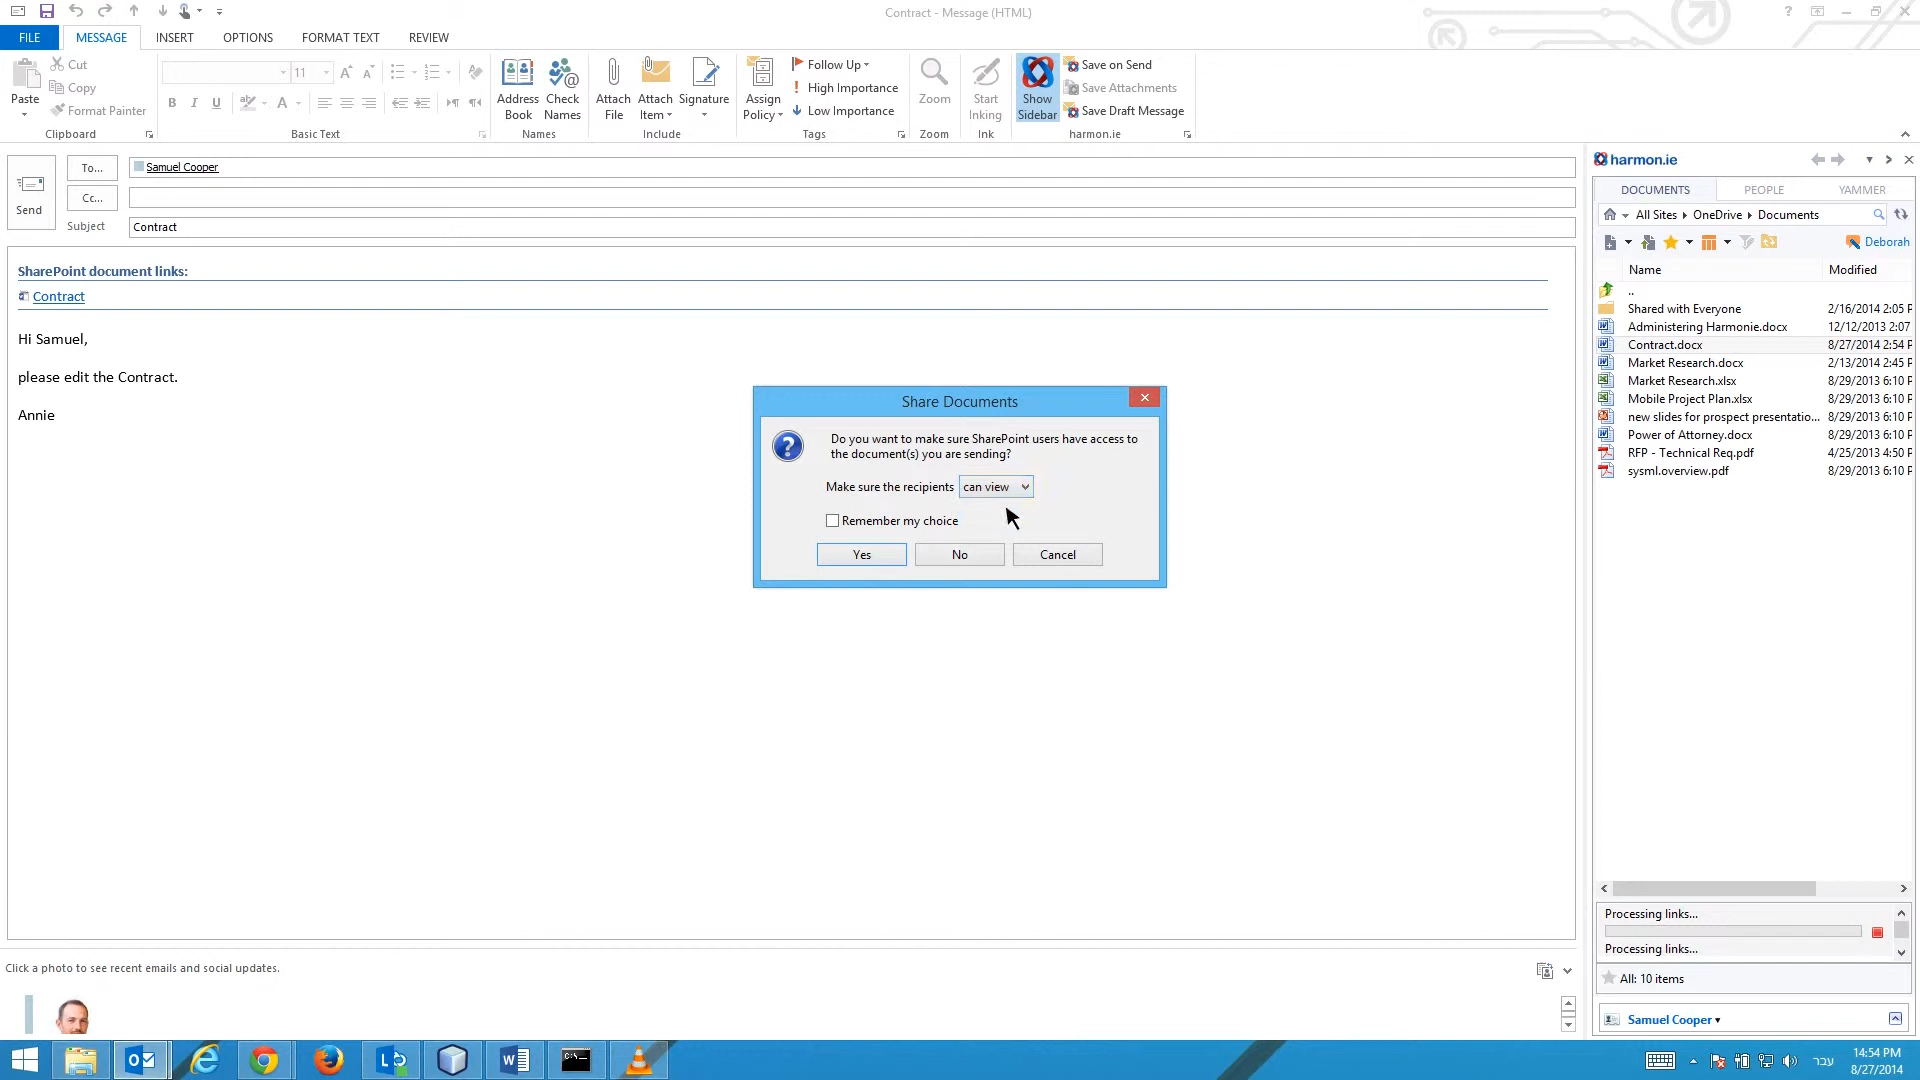 Contract - Message (HTML)
FILE MESSAGE INSERT OPTIONS FORMAT TEXT REVIEW
Paste
Cut
Copy
Format Painter
Clipboard
11
Basic Text
Address Book
Check Names
Names
Attach File
Attach Item
Signature
Include
Assign Policy
Follow Up
High Importance
Low Importance
Tags
Zoom
Zoom
Start Inking
Ink
Show Sidebar
Save on Send
Save Attachments
Save Draft Message
harmon.ie
Send
To...
Samuel Cooper
Cc...
Subject
Contract
SharePoint document links:
Contract
Hi Samuel,
please edit the Contract.
Annie
Share Documents
Do you want to make sure SharePoint users have access to
the document(s) you are sending?
Make sure the recipients can view
Remember my choice
Yes No Cancel
harmon.ie
DOCUMENTS PEOPLE YAMMER
All Sites OneDrive Documents
Deborah
Name Modified
..
Shared with Everyone 2/16/2014 2:05 P
Administering Harmonie.docx 12/12/2013 2:07
Contract.docx 8/27/2014 2:54 P
Market Research.docx 2/13/2014 2:45 P
Market Research.xlsx 8/29/2013 6:10 P
Mobile Project Plan.xlsx 8/29/2013 6:10 P
new slides for prospect presentatio... 8/29/2013 6:10 P
Power of Attorney.docx 8/29/2013 6:10 P
RFP - Technical Req.pdf 4/25/2013 4:50 P
sysml.overview.pdf 8/29/2013 6:10 P
Processing links...
Processing links...
All: 10 items
Samuel Cooper
Click a photo to see recent emails and social updates.
עבר
14:54 PM
8/27/2014